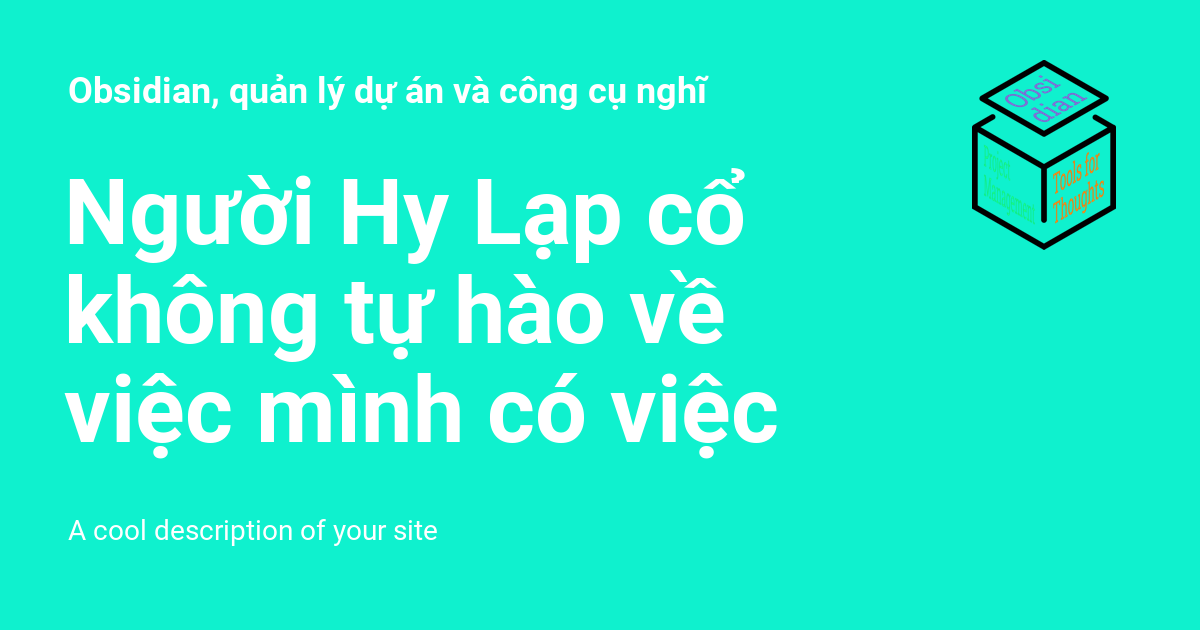 Obsidian, quản lý dự án và công cụ nghĩ
Người Hy Lạp cổ
không tự hào về
việc mình có việc
A cool description of your site
Obsi
dian
Project
Management
Tools for
Thoughts